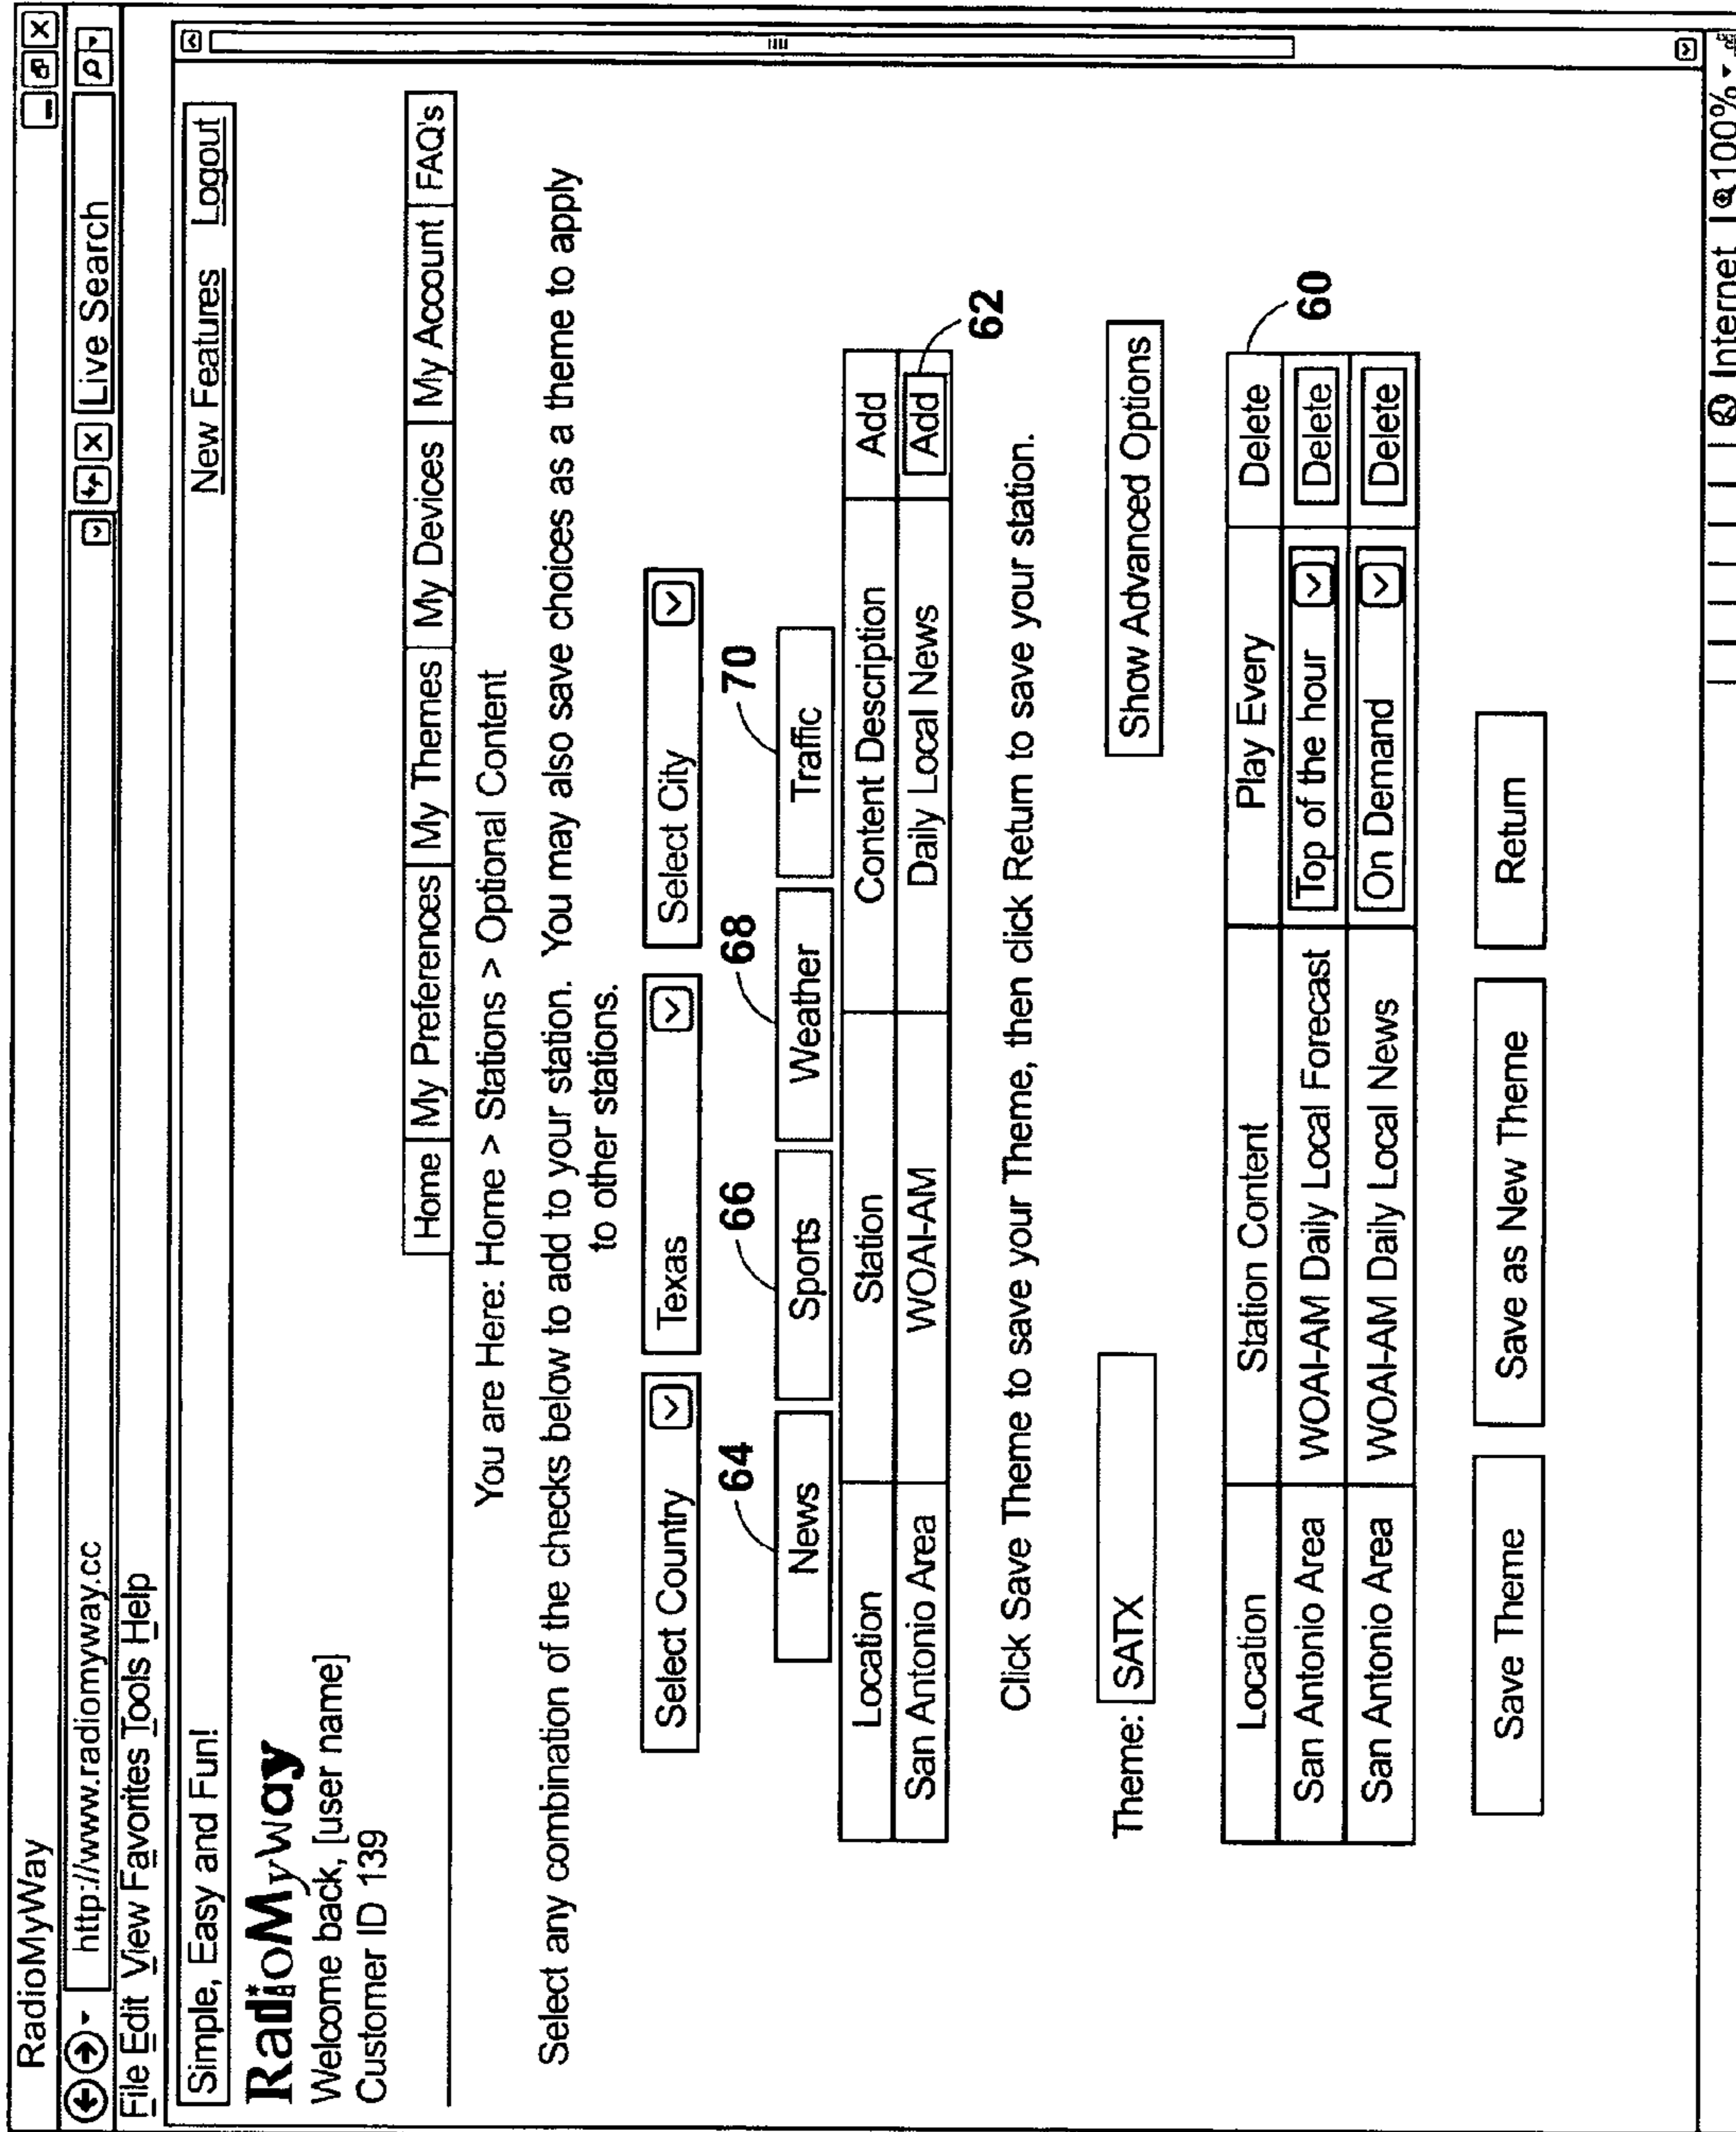 RadioMyWay
http://www.radiomyway.cc
Live Search
File Edit View Favorites Tools Help
Simple, Easy and Fun! New Features Logout
RadioMyWay
Welcome back, [user name]
Customer ID 139
Home My Preferences My Themes My Devices My Account FAQ's
You are Here: Home > Stations > Optional Content
Select any combination of the checks below to add to your station. You may also save choices as a theme to apply
to other stations.
Select Country Texas Select City
64 66 68 70
News Sports Weather Traffic
Location Station Content Description Add
San Antonio Area WOAI-AM Daily Local News Add
62
Click Save Theme to save your Theme, then click Return to save your station.
Theme: SATX Show Advanced Options
Location Station Content Play Every Delete
60
San Antonio Area WOAI-AM Daily Local Forecast Top of the hour Delete
San Antonio Area WOAI-AM Daily Local News On Demand Delete
Save Theme Save as New Theme Return
Internet 100%